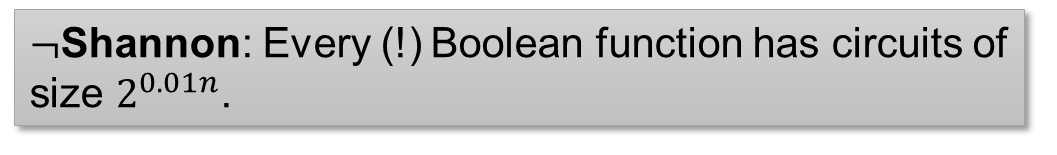 ¬Shannon: Every (!) Boolean function has circuits of
size 2^{0.01n}.